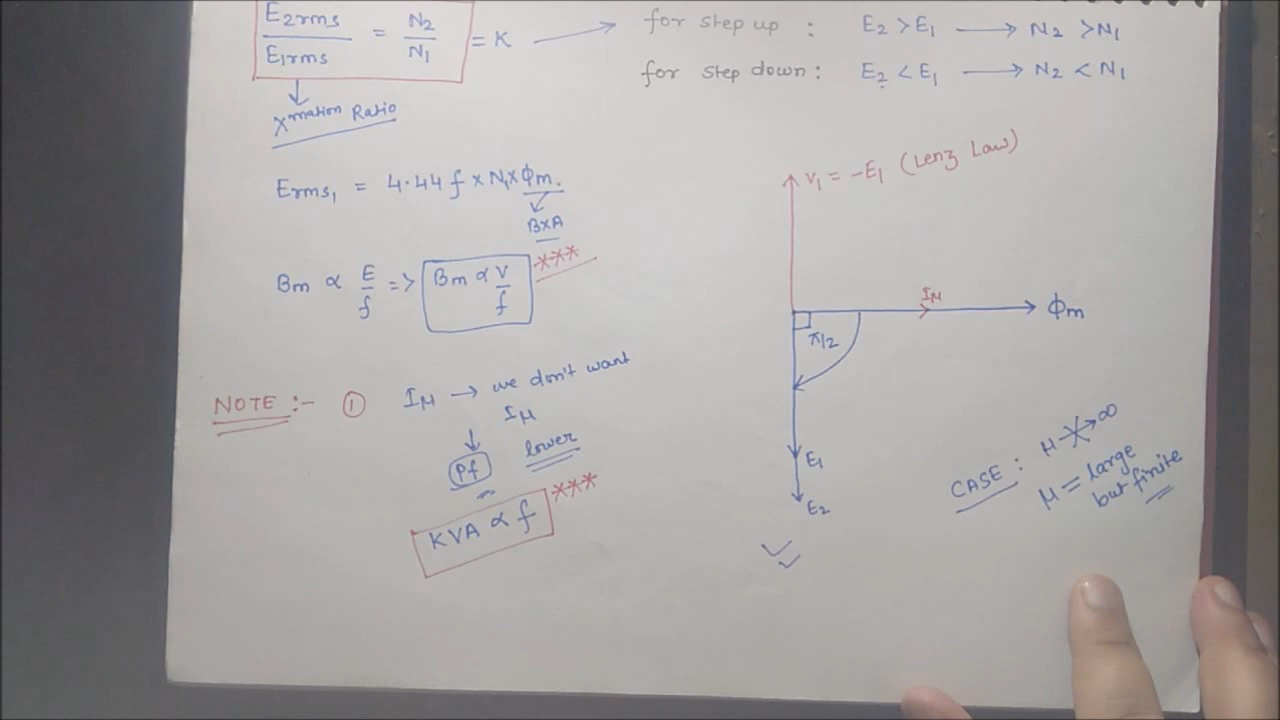 E2rms / E1rms = N2 / N1 = K → for step up : E2 > E1 → N2 > N1
for step down : E2 < E1 → N2 < N1
Xmation Ratio
Erms1 = 4.44 f × N1 × Φm.
B×A
Bm ∝ E/f => Bm ∝ V/f ***
NOTE :- ① Iμ → we don't want
Iμ
Pf lower
KVA ∝ f ***
V1 = -E1 (Lenz Law)
Iμ
Φm
π/2
E1
E2
CASE : μ → ∞
μ = large
but finite